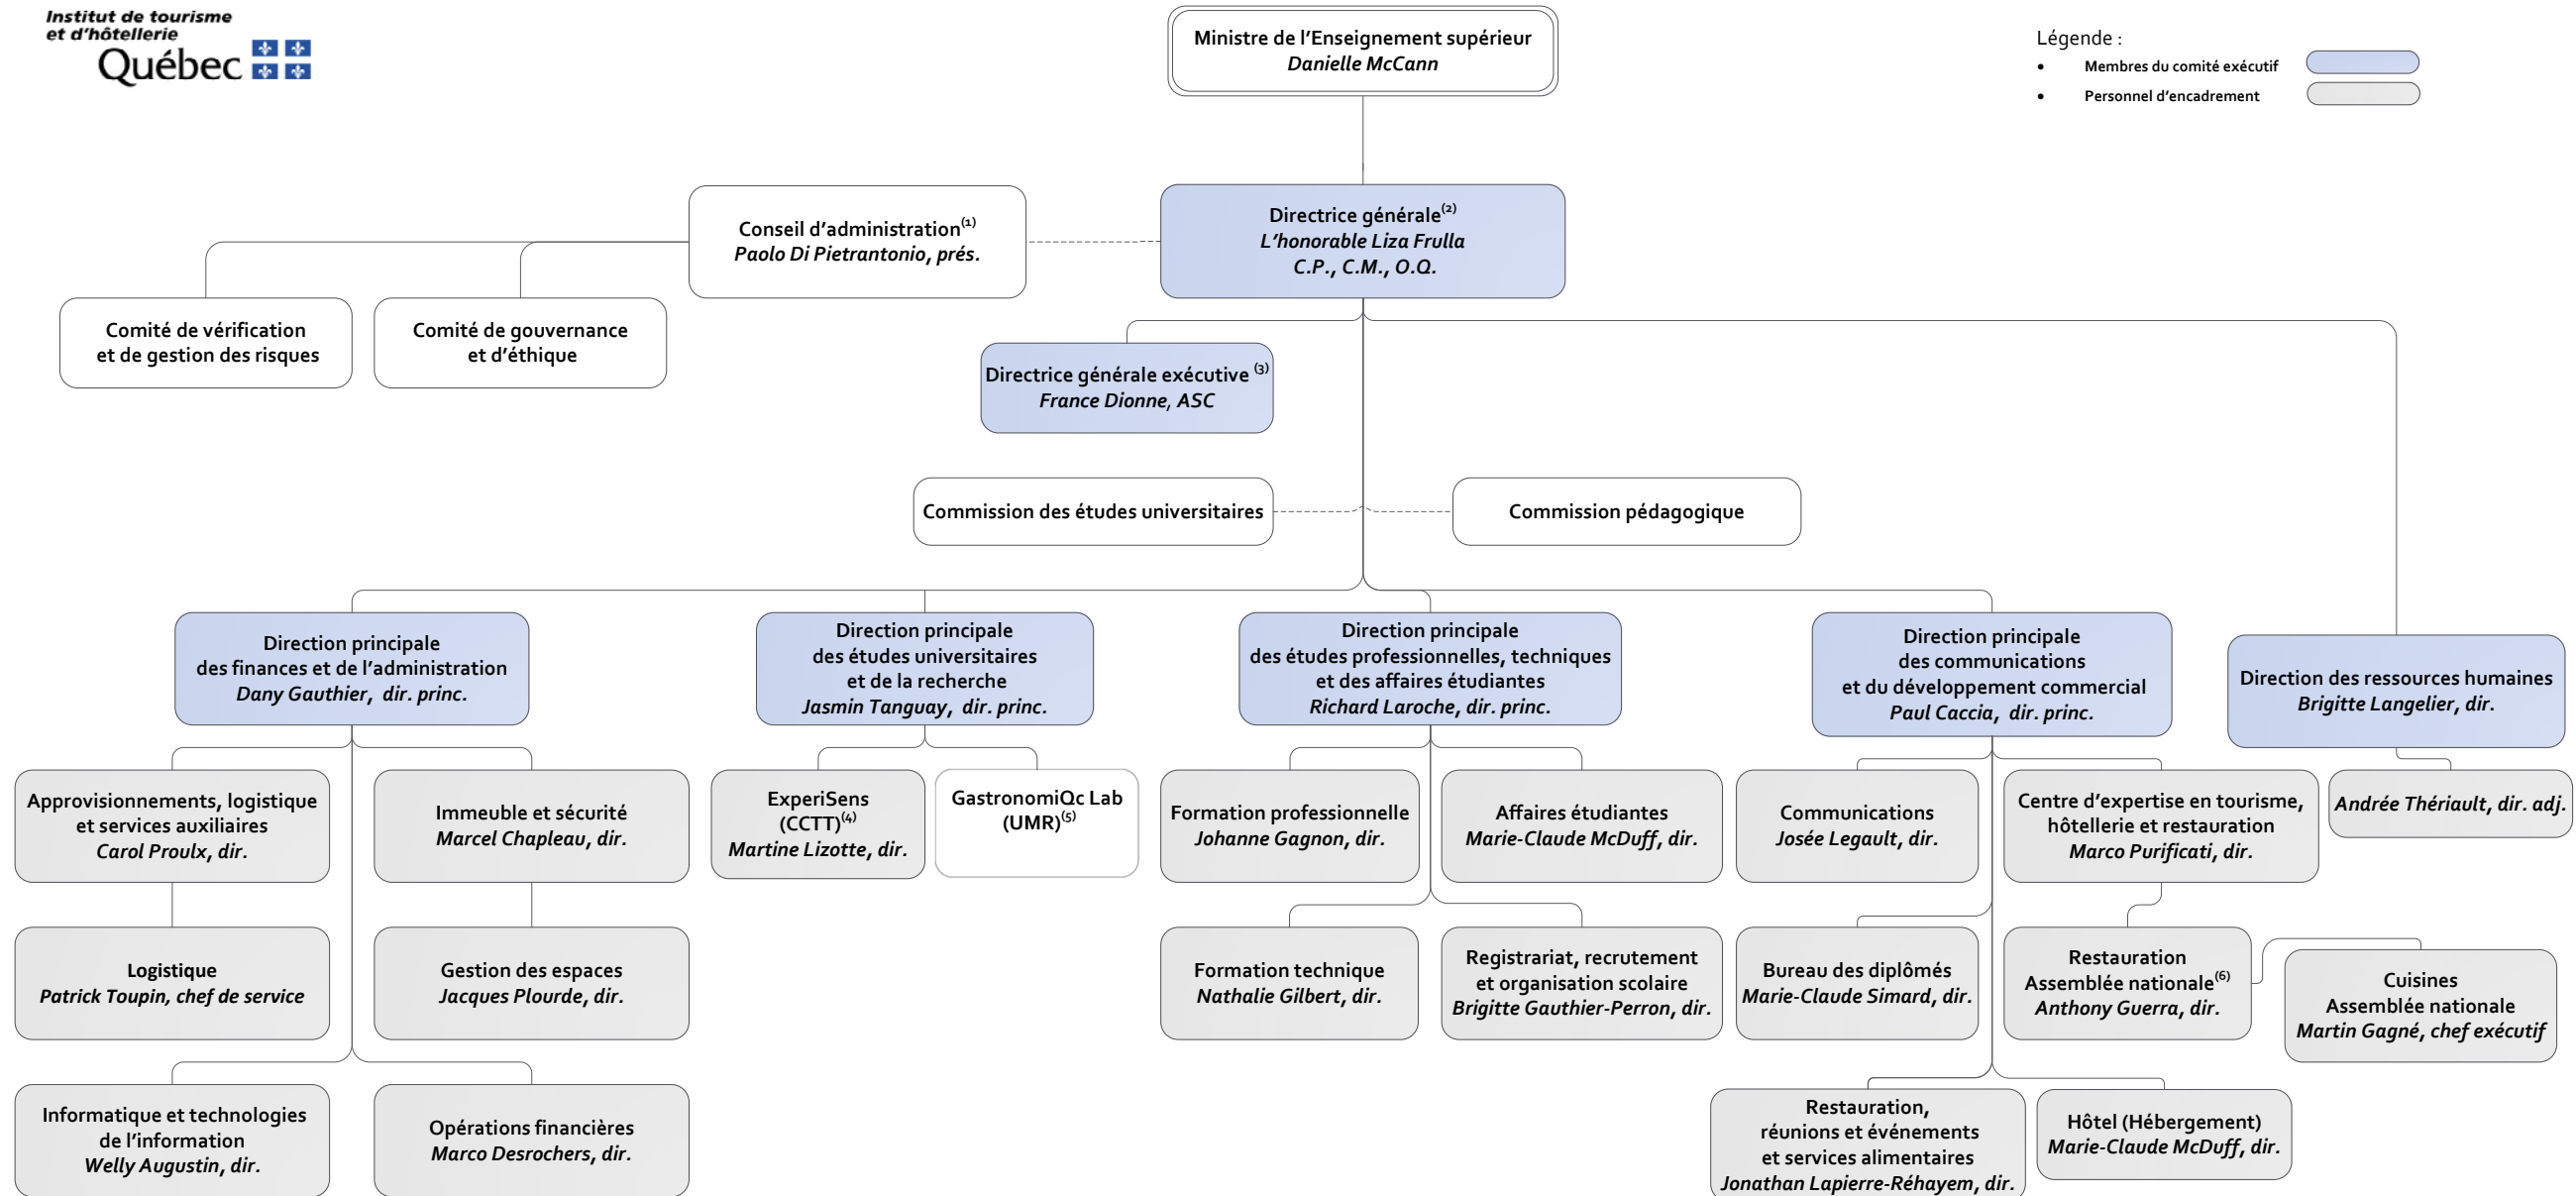 Institut de tourisme
et d'hôtellerie
Québec
Ministre de l'Enseignement supérieur
Danielle McCann
Légende :
• Membres du comité exécutif
• Personnel d'encadrement
Conseil d'administration(1)
Paolo Di Pietrantonio, prés.
Directrice générale(2)
L'honorable Liza Frulla
C.P., C.M., O.Q.
Comité de vérification
et de gestion des risques
Comité de gouvernance
et d'éthique
Directrice générale exécutive (3)
France Dionne, ASC
Commission des études universitaires
Commission pédagogique
Direction principale
des finances et de l'administration
Dany Gauthier, dir. princ.
Direction principale
des études universitaires
et de la recherche
Jasmin Tanguay, dir. princ.
Direction principale
des études professionnelles, techniques
et des affaires étudiantes
Richard Laroche, dir. princ.
Direction principale
des communications
et du développement commercial
Paul Caccia, dir. princ.
Direction des ressources humaines
Brigitte Langelier, dir.
Approvisionnements, logistique
et services auxiliaires
Carol Proulx, dir.
Immeuble et sécurité
Marcel Chapleau, dir.
ExperiSens
(CCTT)(4)
Martine Lizotte, dir.
GastronomiQc Lab
(UMR)(5)
Formation professionnelle
Johanne Gagnon, dir.
Affaires étudiantes
Marie-Claude McDuff, dir.
Communications
Josée Legault, dir.
Centre d'expertise en tourisme,
hôtellerie et restauration
Marco Purificati, dir.
Andrée Thériault, dir. adj.
Logistique
Patrick Toupin, chef de service
Gestion des espaces
Jacques Plourde, dir.
Formation technique
Nathalie Gilbert, dir.
Registrariat, recrutement
et organisation scolaire
Brigitte Gauthier-Perron, dir.
Bureau des diplômés
Marie-Claude Simard, dir.
Restauration
Assemblée nationale(6)
Anthony Guerra, dir.
Cuisines
Assemblée nationale
Martin Gagné, chef exécutif
Informatique et technologies
de l'information
Welly Augustin, dir.
Opérations financières
Marco Desrochers, dir.
Restauration,
réunions et événements
et services alimentaires
Jonathan Lapierre-Réhayem, dir.
Hôtel (Hébergement)
Marie-Claude McDuff, dir.